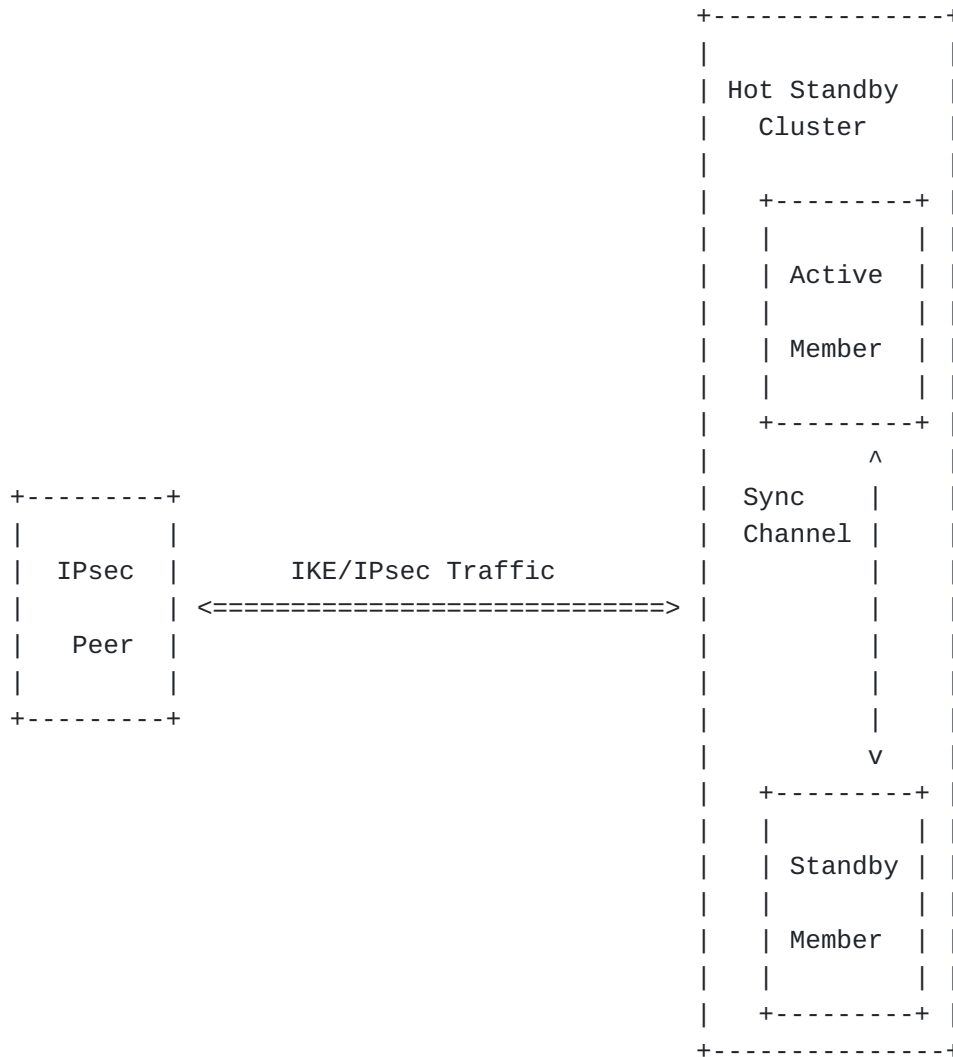 Hot Standby
Cluster
Active
Member
Sync
Channel
IPsec
Peer
IKE/IPsec Traffic
Standby
Member